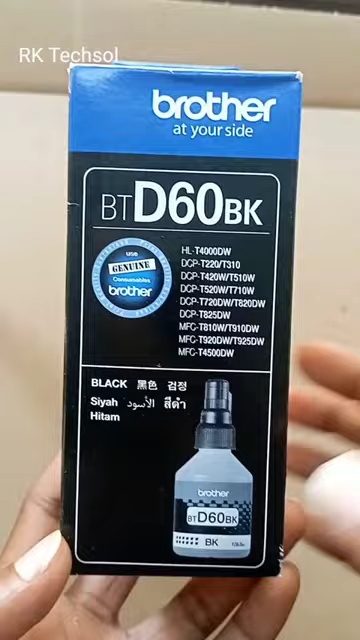 RK Techsol
brother
at your side
BTD60BK
USE
GENUINE
Consumables
brother
HL-T4000DW
DCP-T220/T310
DCP-T420W/T510W
DCP-T520W/T710W
DCP-T720DW/T820DW
DCP-T825DW
MFC-T810W/T910DW
MFC-T920DW/T925DW
MFC-T4500DW
BLACK 黑色 검정
Siyah الأسود สีดำ
Hitam
brother
BTD60BK
BK